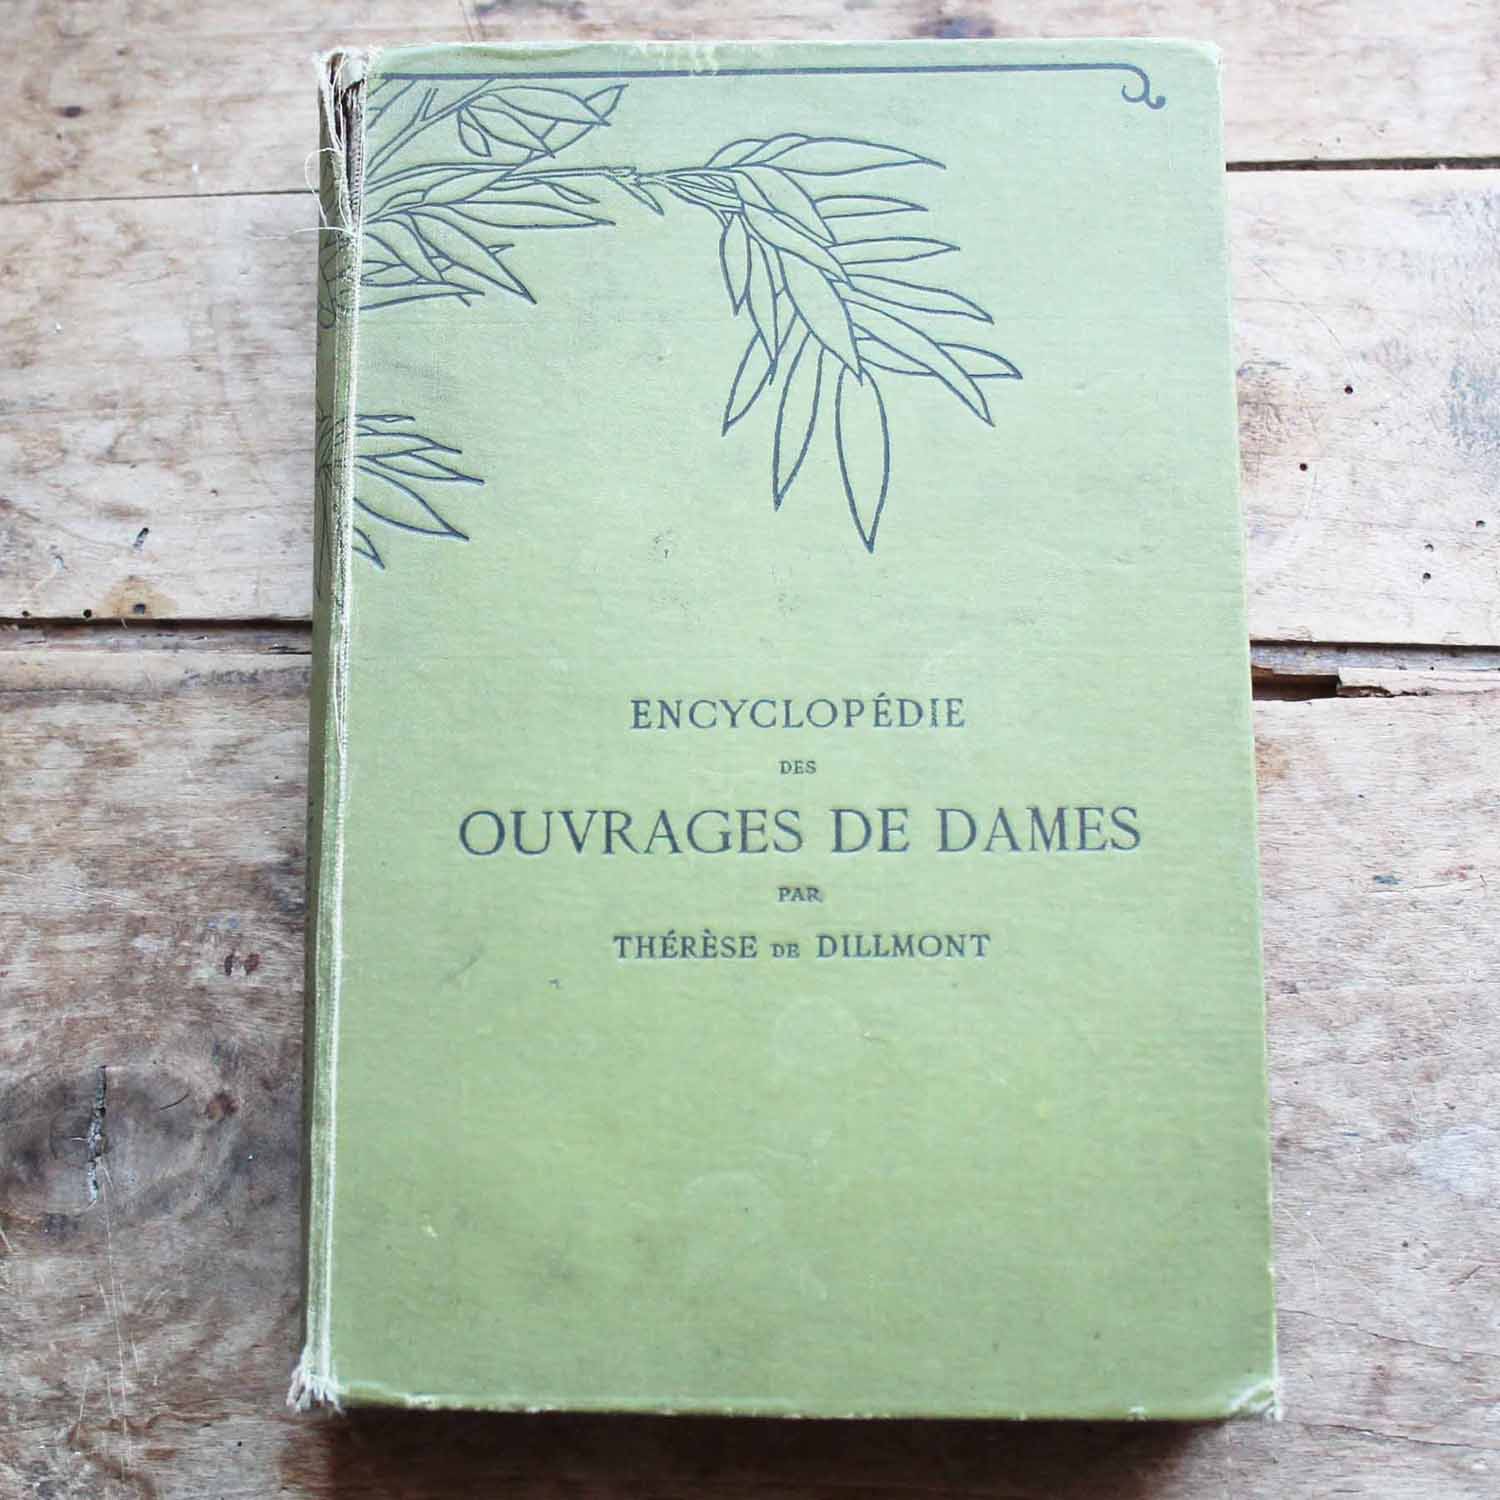 ENCYCLOPÉDIE
DES
OUVRAGES DE DAMES
PAR
THÉRÈSE DE DILLMONT